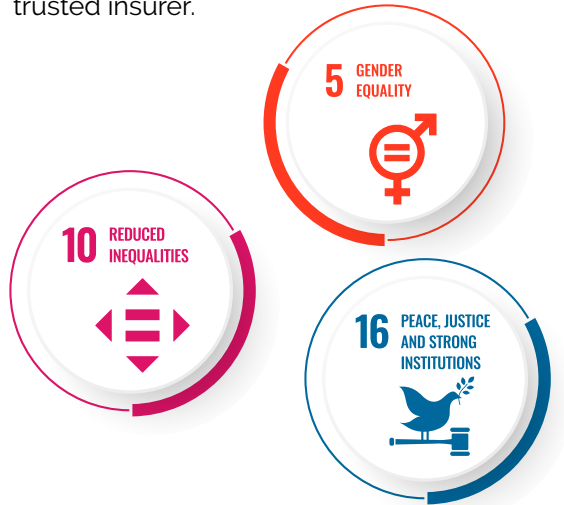 trusted insurer.
5 GENDER
EQUALITY
10 REDUCED
INEQUALITIES
16 PEACE, JUSTICE
AND STRONG
INSTITUTIONS